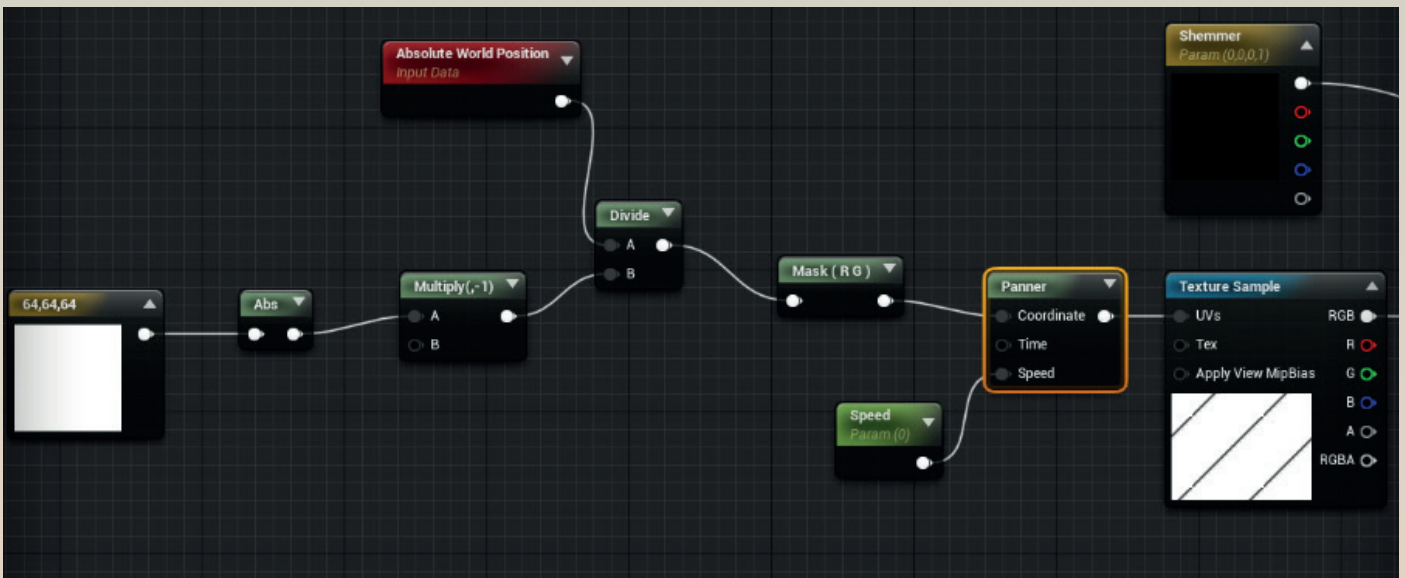 Absolute World Position
Input Data
Shemmer
Param (0,0,0,1)
Divide
A
B
64,64,64
Abs
Multiply(,-1)
A
B
Mask ( R G )
Panner
Coordinate
Time
Speed
Speed
Param (0)
Texture Sample
UVs RGB
Tex R
Apply View MipBias G
B
A
RGBA